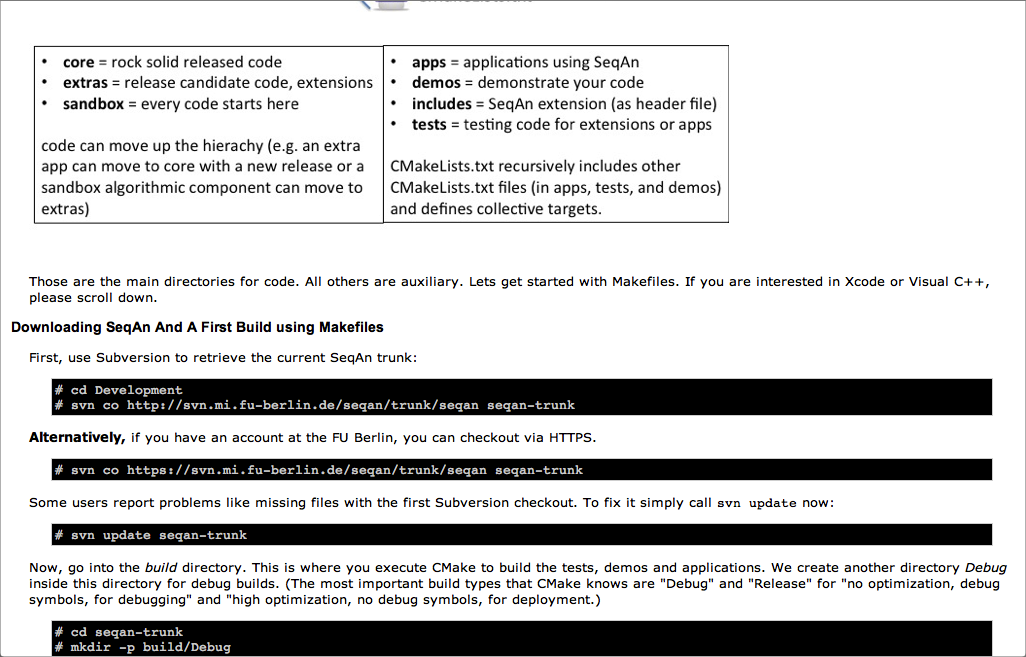 • core = rock solid released code
• extras = release candidate code, extensions
• sandbox = every code starts here
code can move up the hierachy (e.g. an extra
app can move to core with a new release or a
sandbox algorithmic component can move to
extras)
• apps = applications using SeqAn
• demos = demonstrate your code
• includes = SeqAn extension (as header file)
• tests = testing code for extensions or apps
CMakeLists.txt recursively includes other
CMakeLists.txt files (in apps, tests, and demos)
and defines collective targets.
Those are the main directories for code. All others are auxiliary. Lets get started with Makefiles. If you are interested in Xcode or Visual C++,
please scroll down.
Downloading SeqAn And A First Build using Makefiles
First, use Subversion to retrieve the current SeqAn trunk:
# cd Development
# svn co http://svn.mi.fu-berlin.de/seqan/trunk/seqan seqan-trunk
Alternatively, if you have an account at the FU Berlin, you can checkout via HTTPS.
# svn co https://svn.mi.fu-berlin.de/seqan/trunk/seqan seqan-trunk
Some users report problems like missing files with the first Subversion checkout. To fix it simply call svn update now:
# svn update seqan-trunk
Now, go into the build directory. This is where you execute CMake to build the tests, demos and applications. We create another directory Debug
inside this directory for debug builds. (The most important build types that CMake knows are "Debug" and "Release" for "no optimization, debug
symbols, for debugging" and "high optimization, no debug symbols, for deployment.)
# cd seqan-trunk
# mkdir -p build/Debug